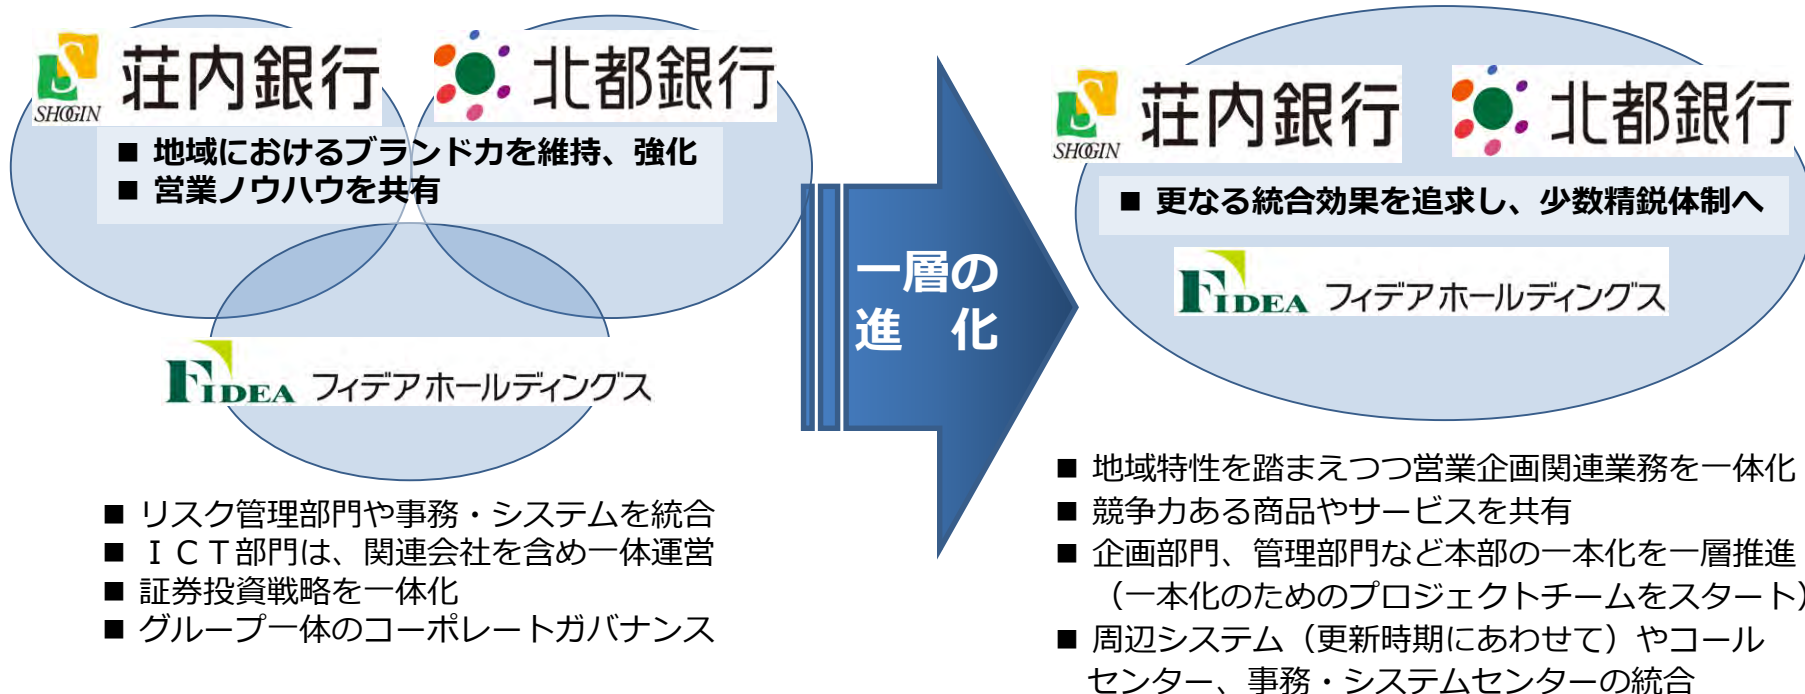 荘内銀行
SHOGIN
北都銀行
■ 地域におけるブランド力を維持、強化
■ 営業ノウハウを共有
FIDEA フィデアホールディングス
■ リスク管理部門や事務・システムを統合
■ ＩＣＴ部門は、関連会社を含め一体運営
■ 証券投資戦略を一体化
■ グループ一体のコーポレートガバナンス
一層の
進　化
荘内銀行
SHOGIN
北都銀行
■ 更なる統合効果を追求し、少数精鋭体制へ
FIDEA フィデアホールディングス
■ 地域特性を踏まえつつ営業企画関連業務を一体化
■ 競争力ある商品やサービスを共有
■ 企画部門、管理部門など本部の一本化を一層推進
（一本化のためのプロジェクトチームをスタート）
■ 周辺システム（更新時期にあわせて）やコール
センター、事務・システムセンターの統合